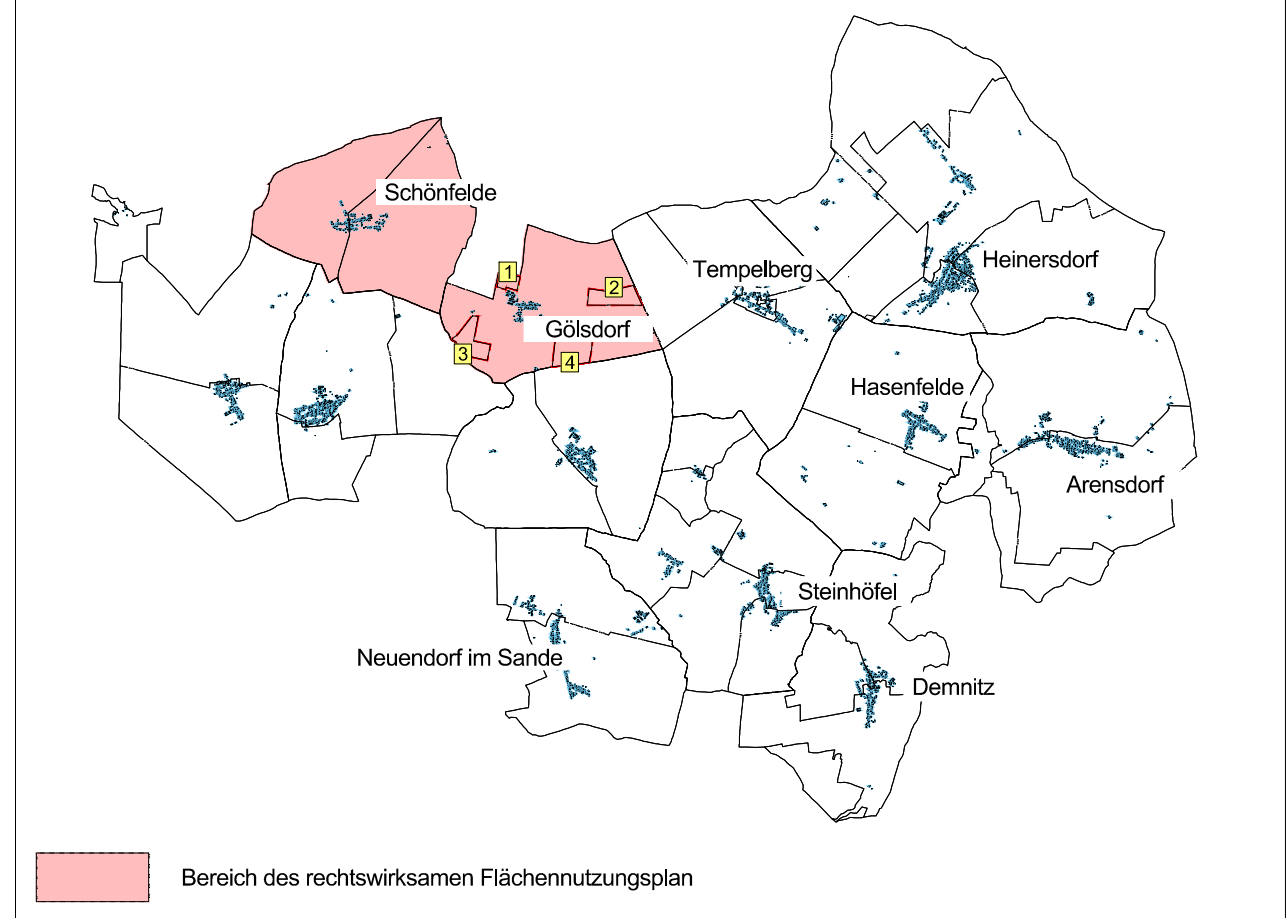 Schönfelde
1
Tempelberg
Heinersdorf
2
Gölsdorf
3
4
Hasenfelde
Arensdorf
Steinhöfel
Neuendorf im Sande
Demnitz
Bereich des rechtswirksamen Flächennutzungsplan